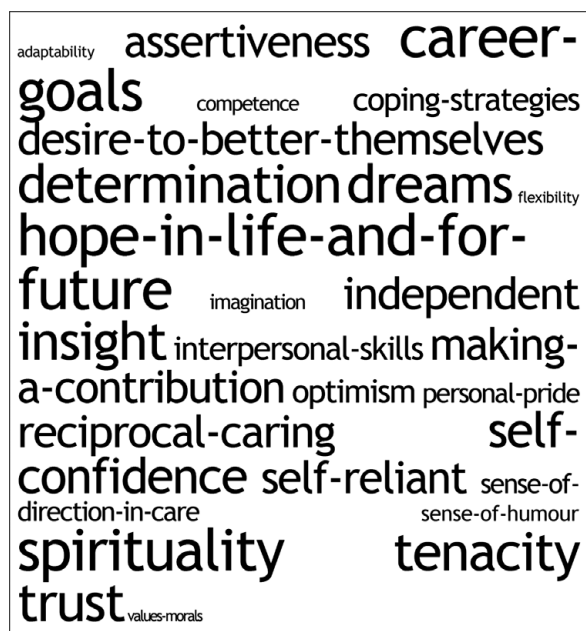 adaptability assertiveness career-
goals competence coping-strategies
desire-to-better-themselves
determination dreams flexibility
hope-in-life-and-for-
future imagination independent
insight interpersonal-skills making-
a-contribution optimism personal-pride
reciprocal-caring self-
confidence self-reliant sense-of-
direction-in-care sense-of-humour
spirituality tenacity
trust values-morals